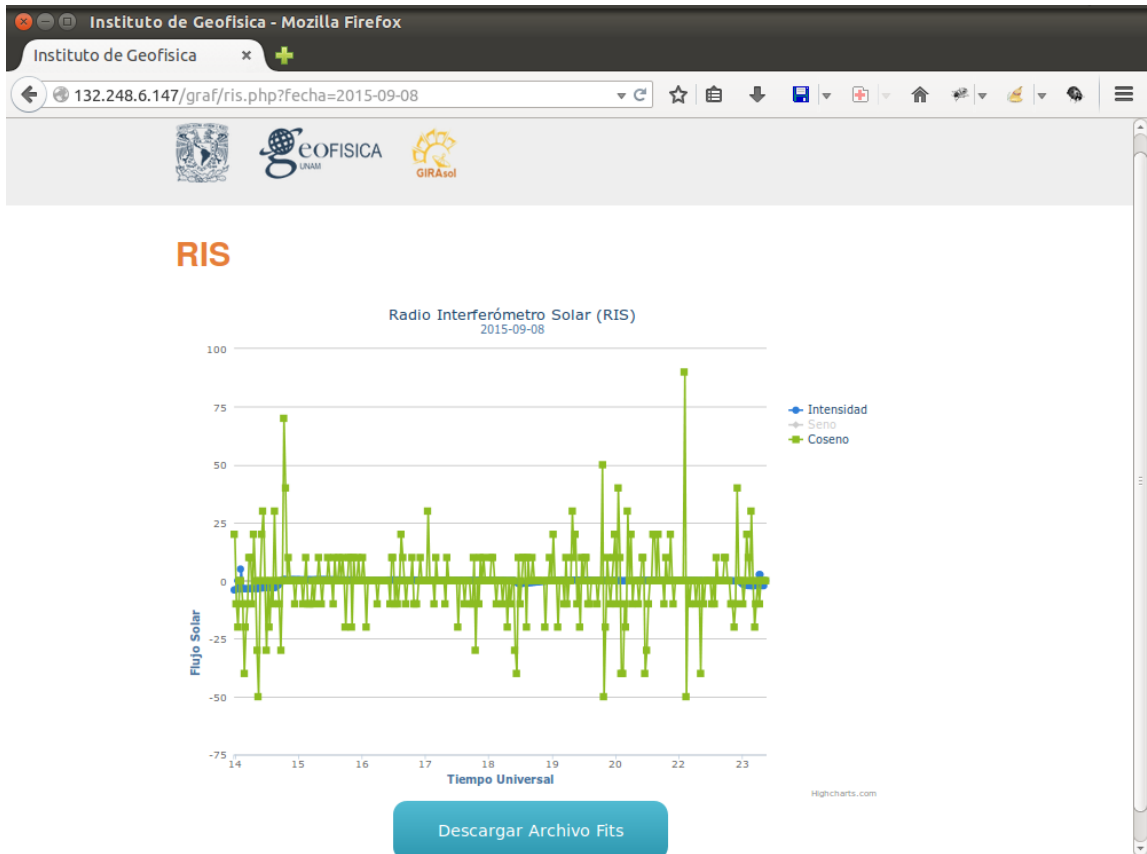 Instituto de Geofisica - Mozilla Firefox
Instituto de Geofisica
132.248.6.147/graf/ris.php?fecha=2015-09-08
GEOFISICA
UNAM
GIRAsol
RIS
Radio Interferómetro Solar (RIS)
2015-09-08
100
75
50
25
0
-25
-50
-75
Flujo Solar
Intensidad
Seno
Coseno
14 15 16 17 18 19 20 22 23
Tiempo Universal
Highcharts.com
Descargar Archivo Fits